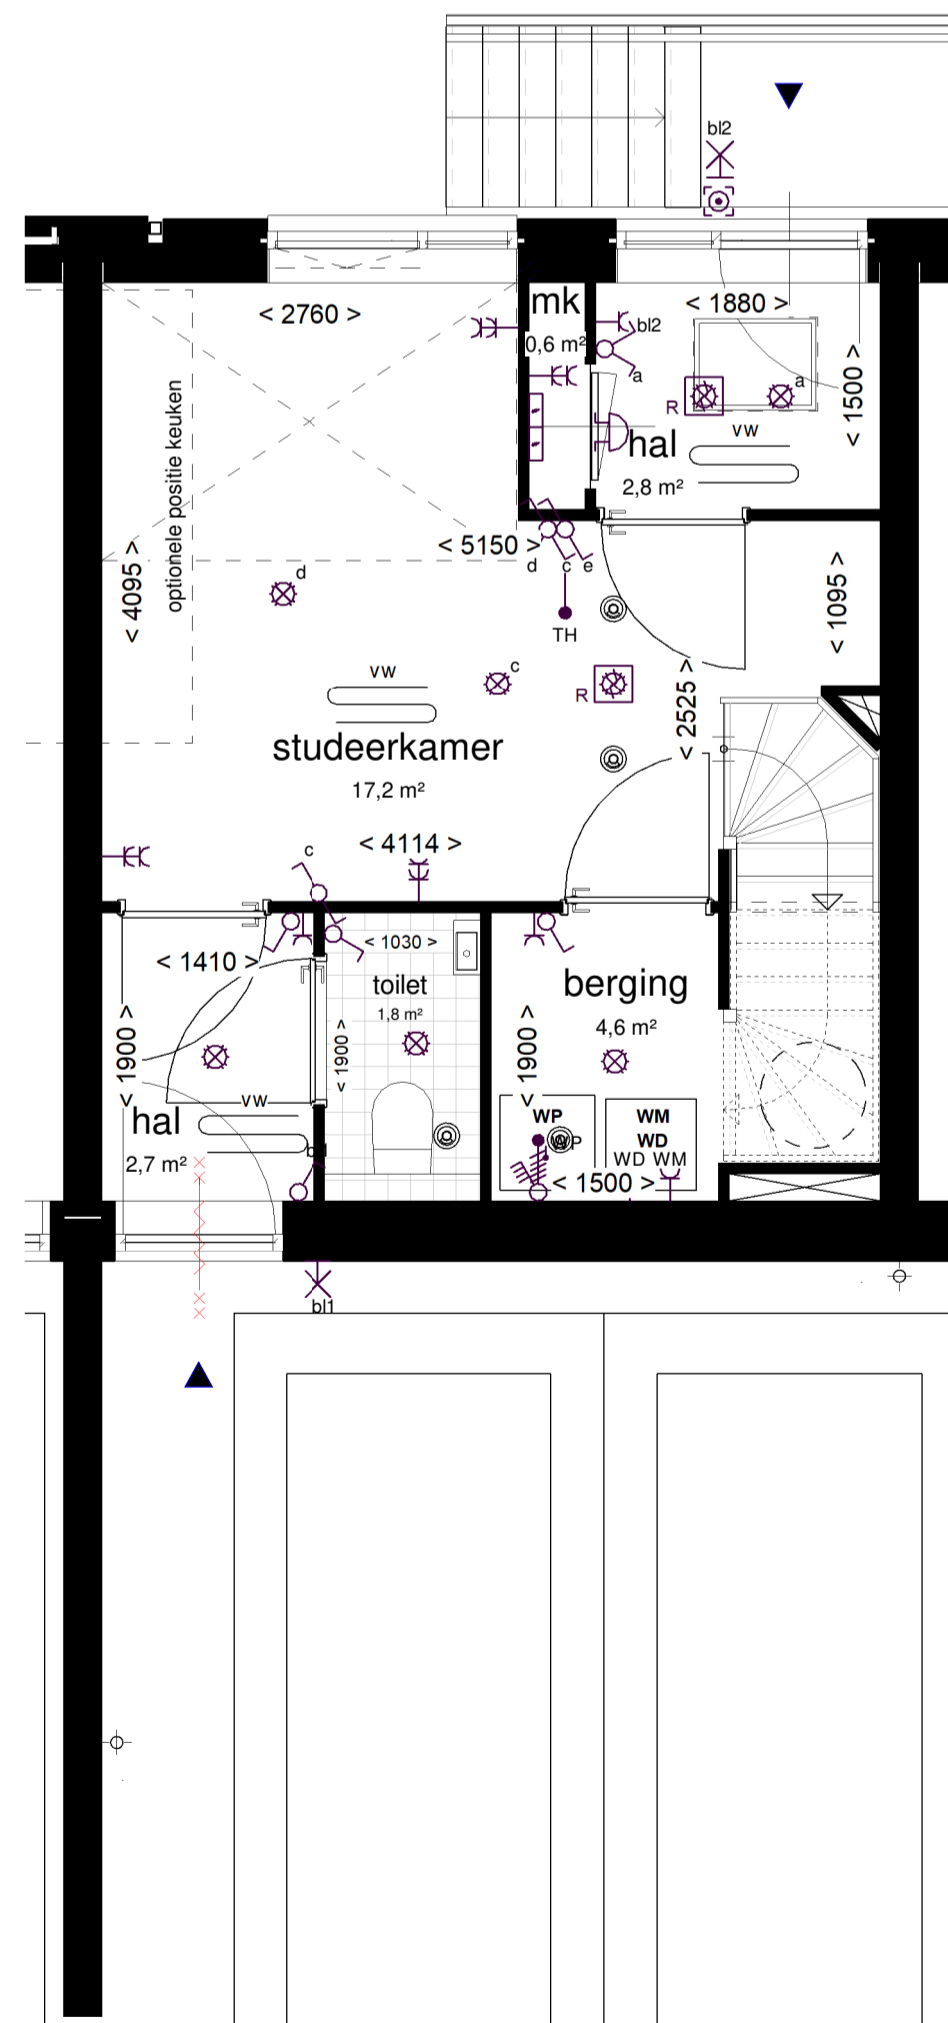 bl2
< 2760 >
mk
0,6 m²
bl2
a
< 1880 >
< 1500 >
R
a
hal
vw
2,8 m²
optionele positie keuken
< 4095 >
< 5150 >
d
c
e
d
TH
< 1095 >
vw
c
R
< 2525 >
studeerkamer
17,2 m²
< 4114 >
c
< 1410 >
< 1030 >
toilet
1,8 m²
berging
4,6 m²
< 1900 >
< 1900 >
< 1900 >
hal
vw
2,7 m²
WP
WP
WM
WD
WD WM
< 1500 >
bl1